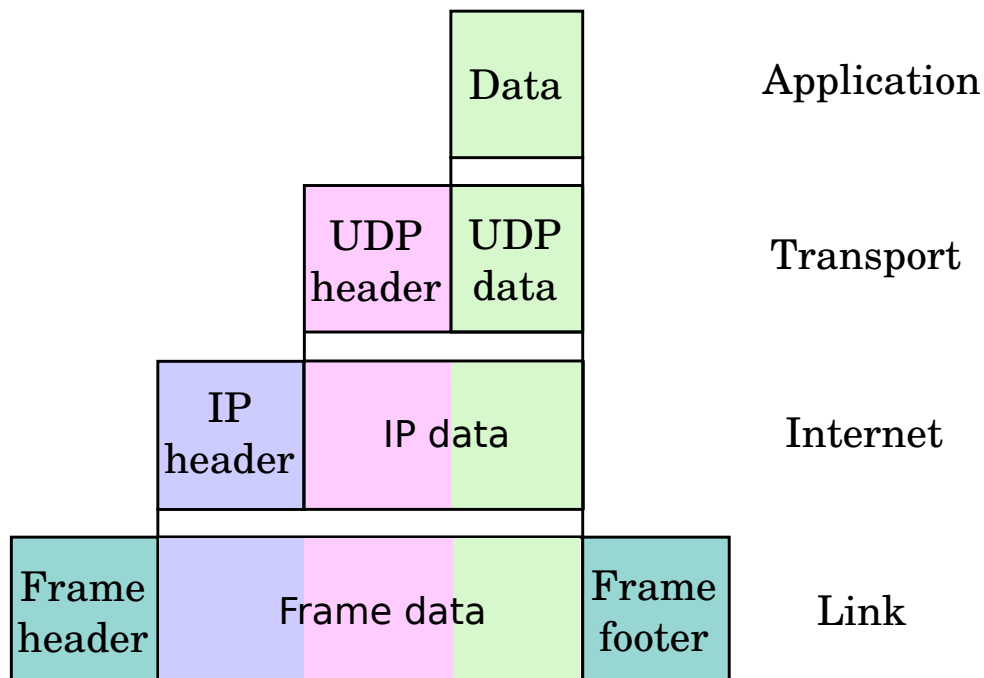 Data
Application
UDP
header
UDP
data
Transport
IP
header
IP data
Internet
Frame
header
Frame data
Frame
footer
Link